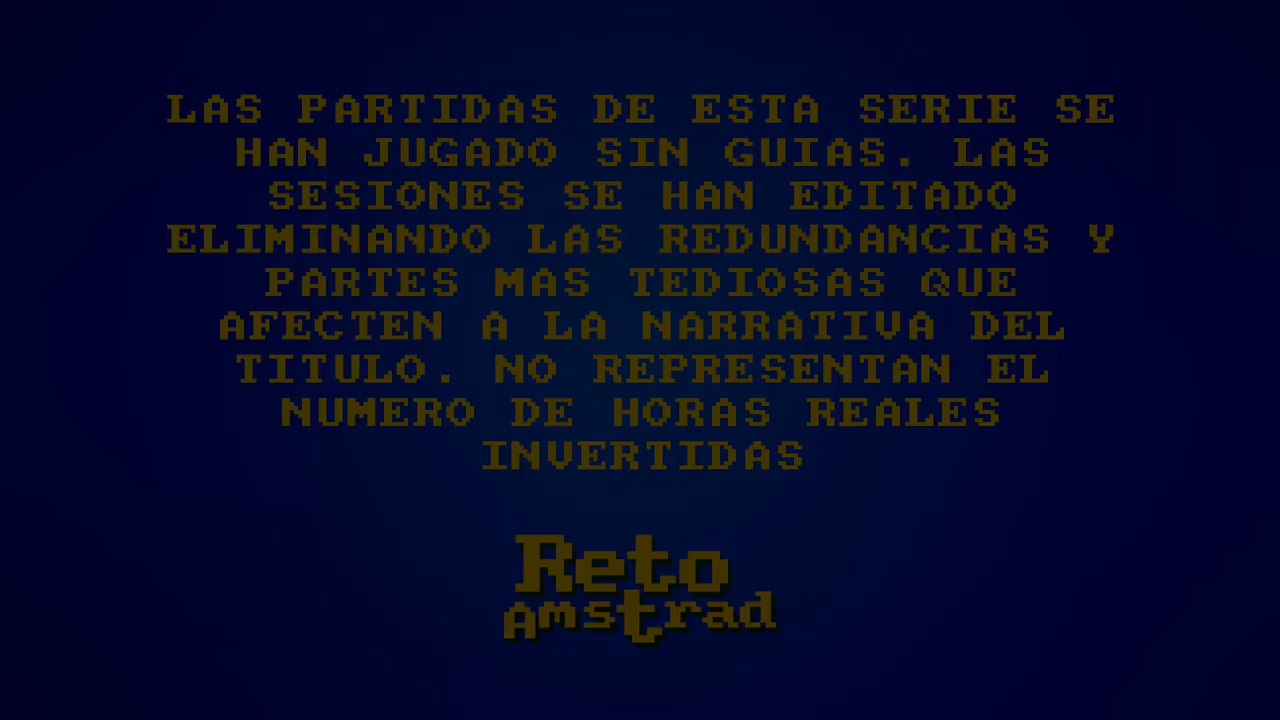 LAS PARTIDAS DE ESTA SERIE SE
HAN JUGADO SIN GUIAS. LAS
SESIONES SE HAN EDITADO
ELIMINANDO LAS REDUNDANCIAS Y
PARTES MAS TEDIOSAS QUE
AFECTEN A LA NARRATIVA DEL
TITULO. NO REPRESENTAN EL
NUMERO DE HORAS REALES
INVERTIDAS
Reto
Amstrad